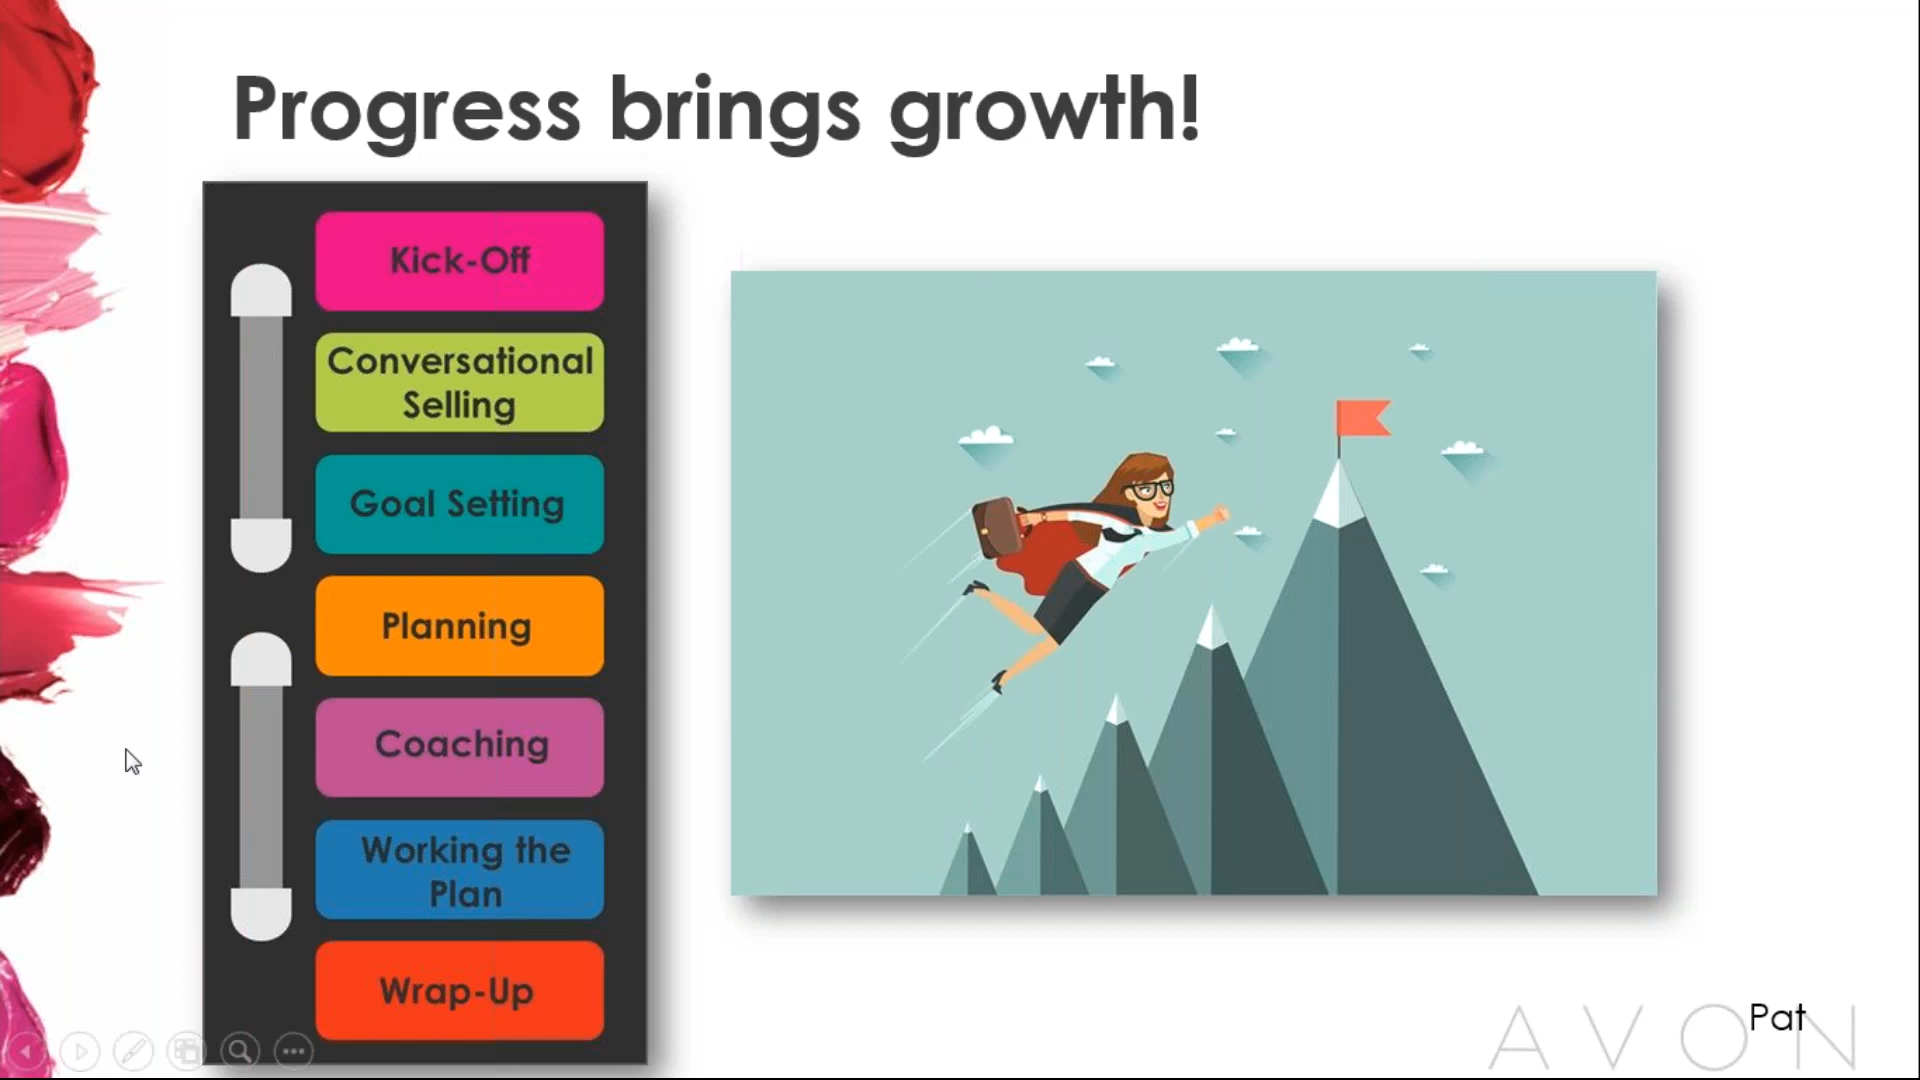 Progress brings growth!
Kick-Off
Conversational
Selling
Goal Setting
Planning
Coaching
Working the
Plan
Wrap-Up
Pat
AVON